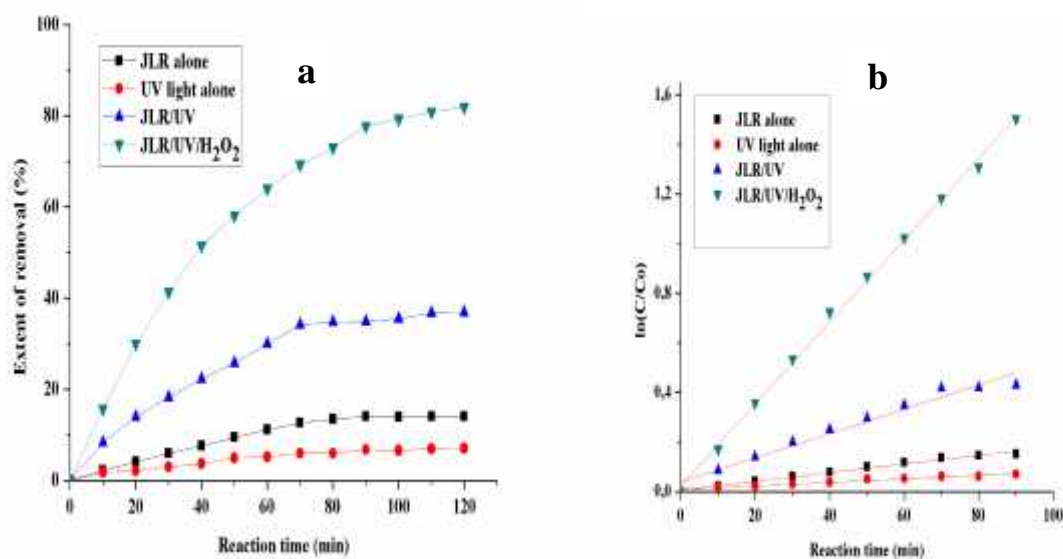 a
100
80
60
40
20
0
Extent of removal (%)
JLR alone
UV light alone
JLR/UV
JLR/UV/H₂O₂
0 20 40 60 80 100 120
Reaction time (min)
b
1,6
1,2
0,8
0,4
0,0
ln(C/Co)
JLR alone
UV light alone
JLR/UV
JLR/UV/H₂O₂
0 20 40 60 80 100
Reaction time (min)